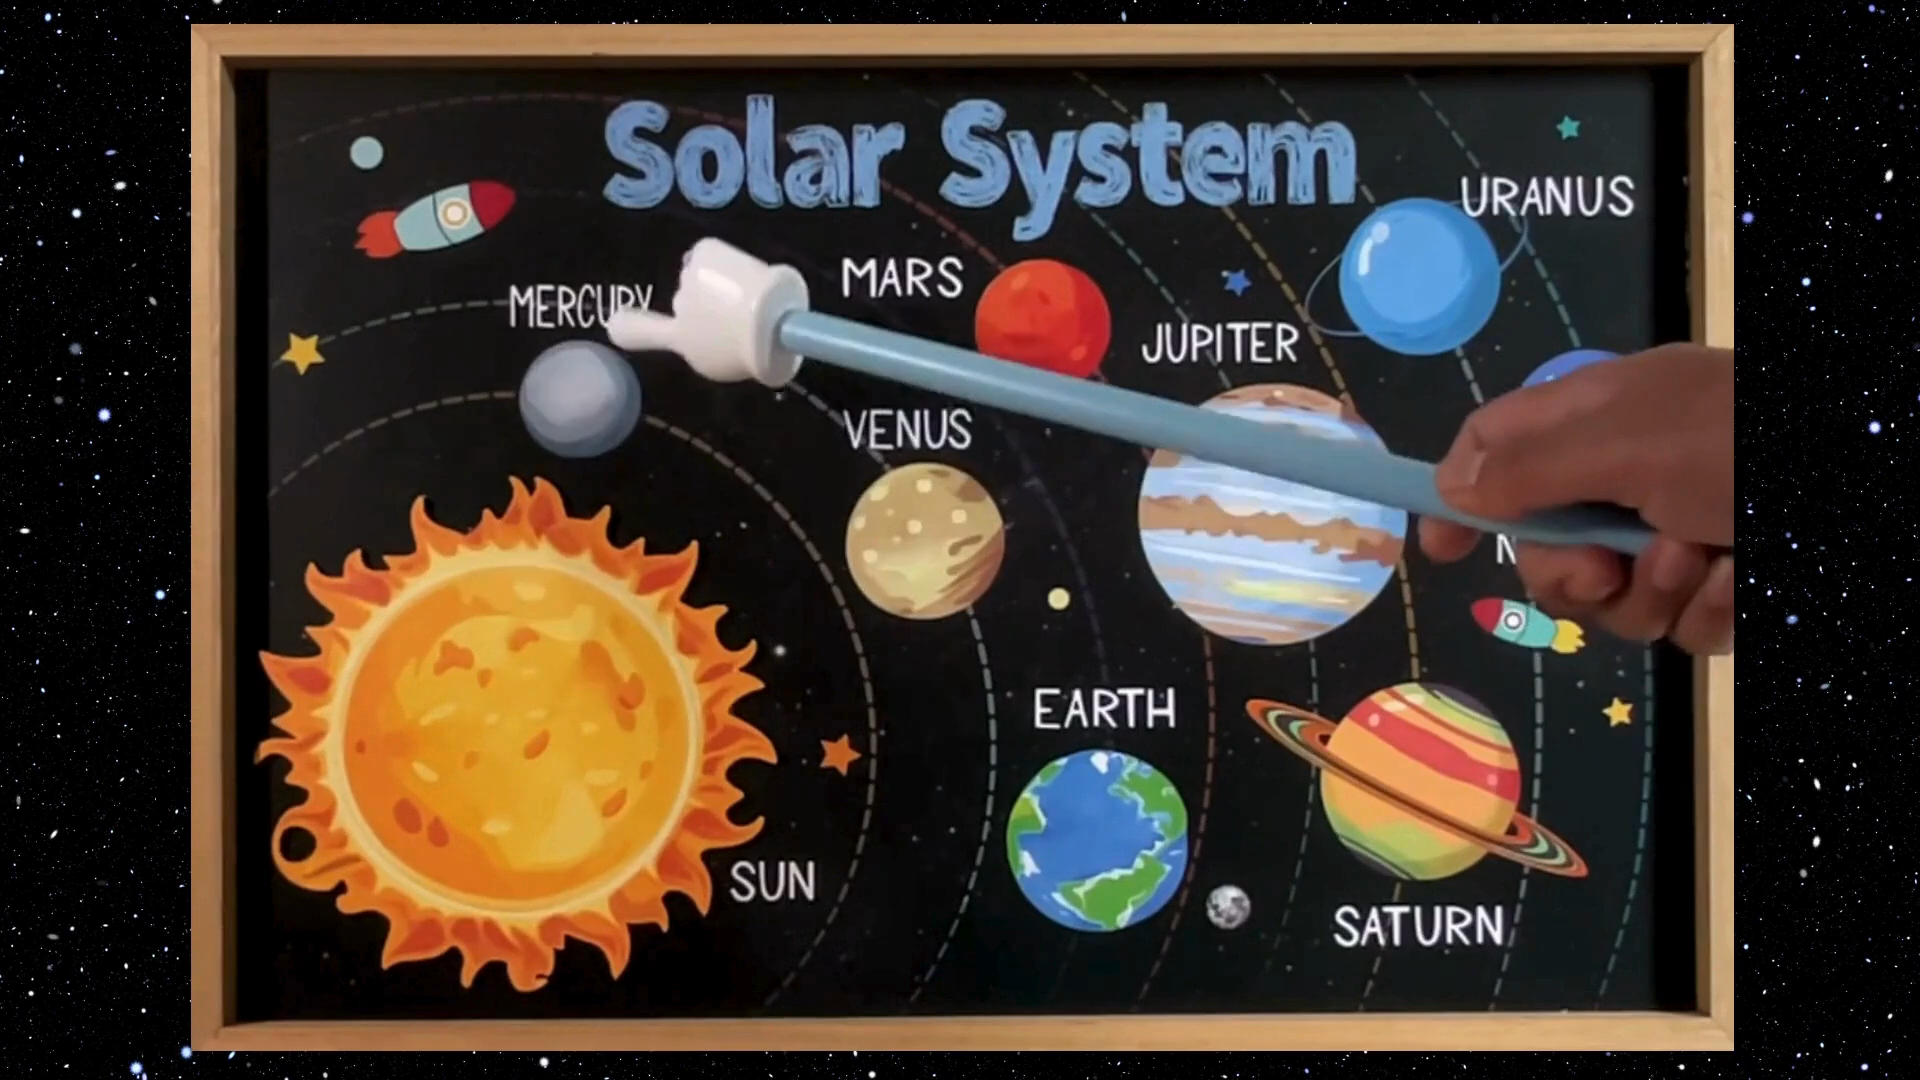 Solar System
URANUS
MARS
MERCURY
JUPITER
VENUS
EARTH
SUN
SATURN